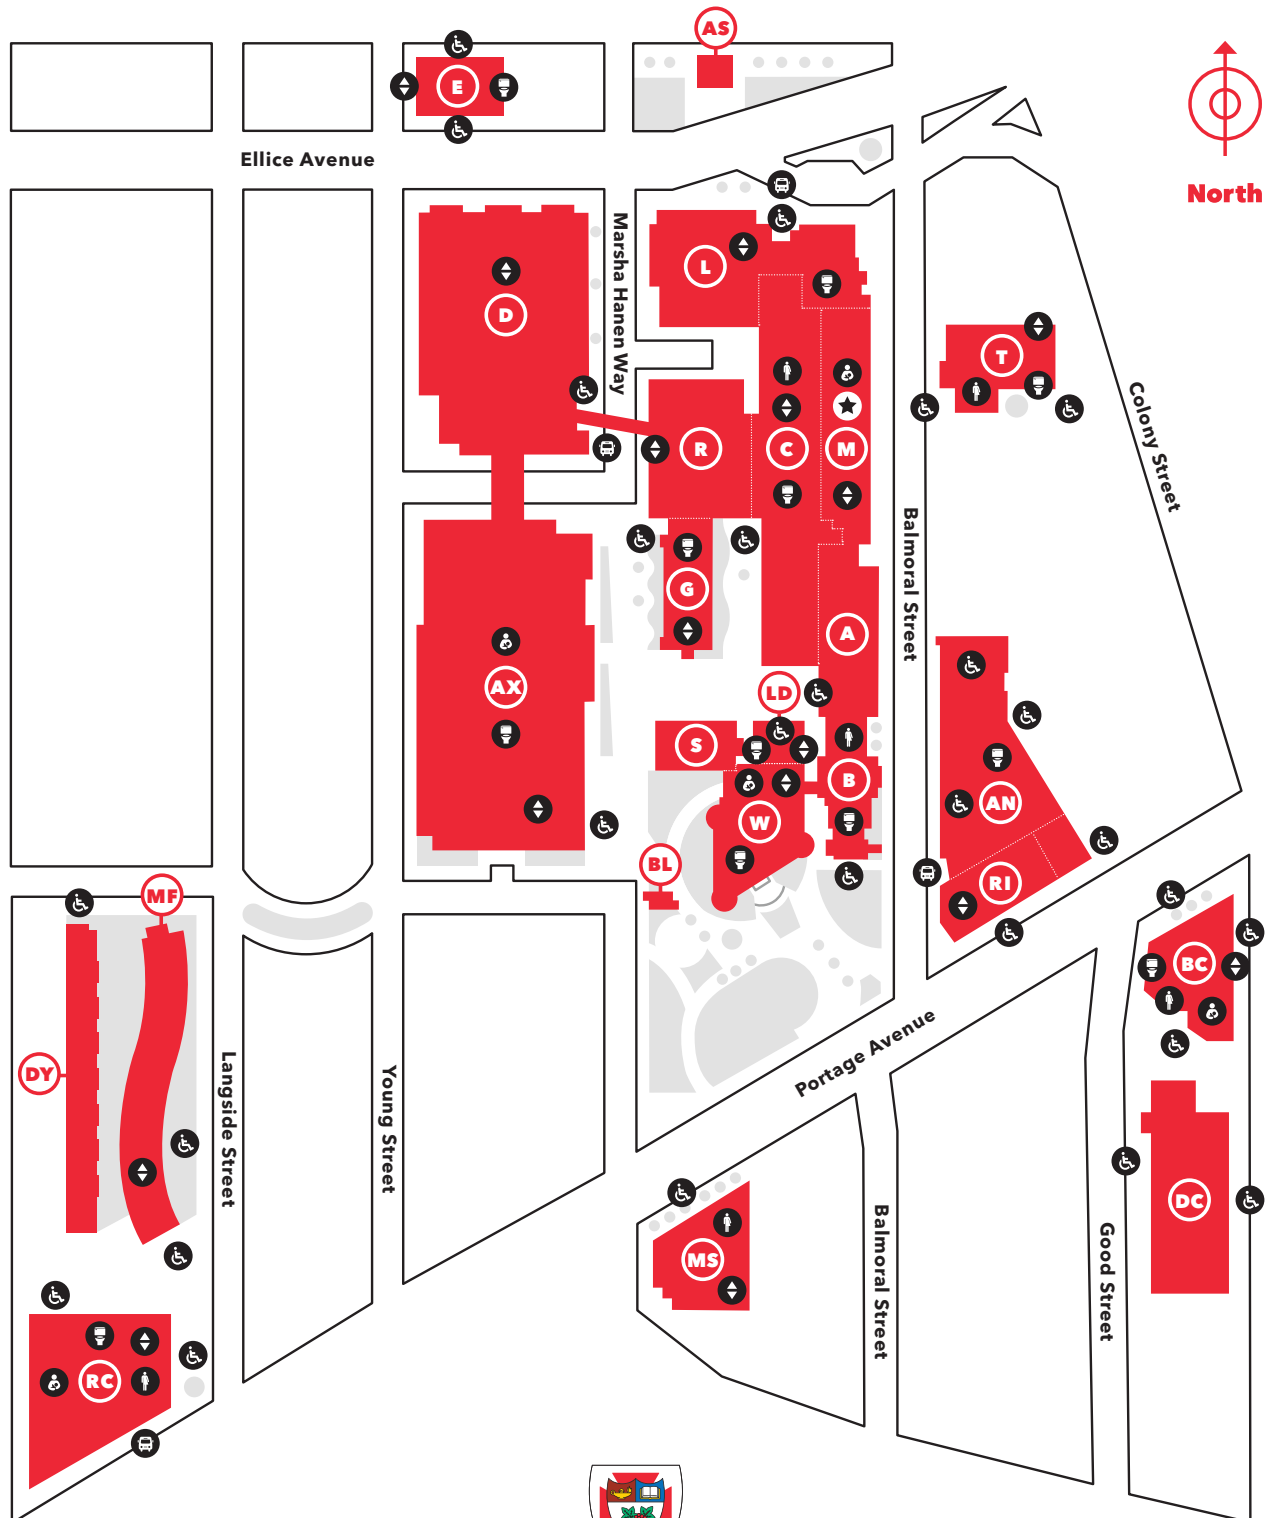 AS
E
Ellice Avenue
North
Marsha Hanen Way
L
D
T
Colony Street
R
C
M
Balmoral Street
G
A
AX
LD
S
B
AN
W
BL
RI
MF
BC
Portage Avenue
DY
Langside Street
Young Street
DC
Balmoral Street
Good Street
MS
RC